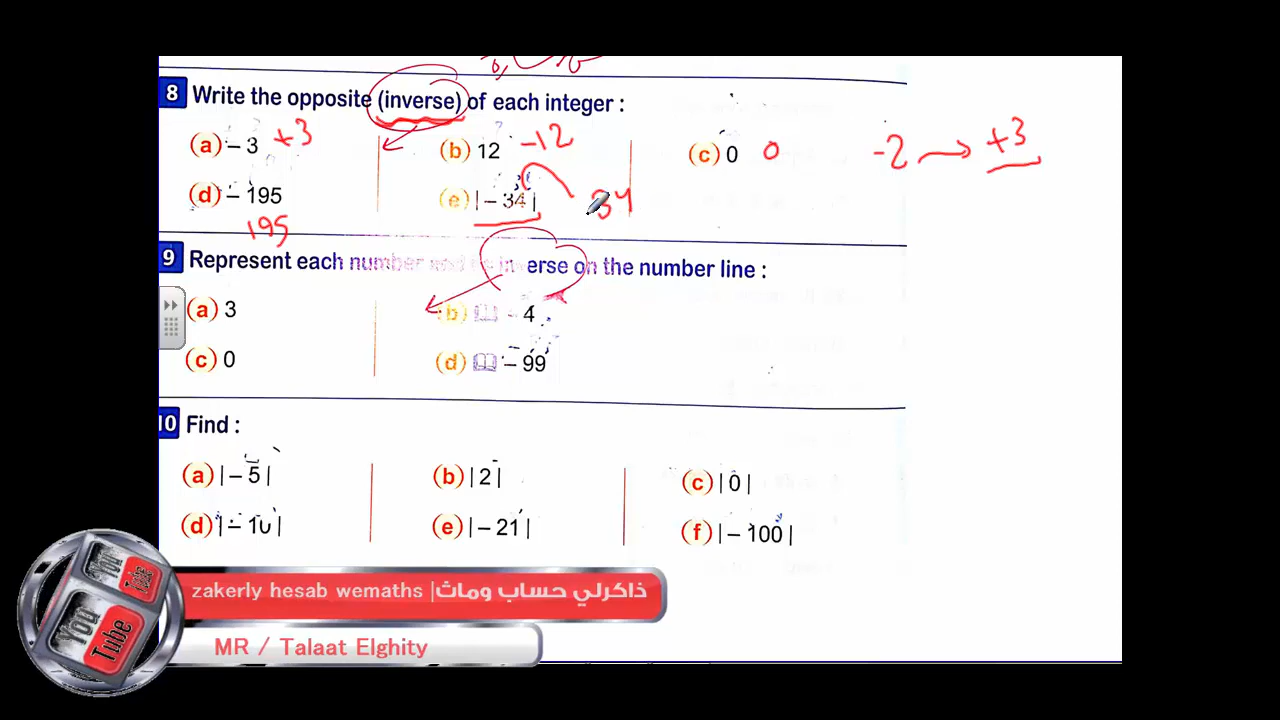 8 Write the opposite (inverse) of each integer :
(a) – 3 +3 (b) 12 -12 (c) 0 0 -2 → +3
(d) – 195 (e) | – 34 | 34
195
9 Represent each number and its inverse on the number line :
(a) 3 (b) – 4
(c) 0 (d) – 99
10 Find :
(a) | – 5 | (b) | 2 | (c) | 0 |
(d) | – 10 | (e) | – 21 | (f) | – 100 |
zakerly hesab wemaths | ذاكرلي حساب وماث
MR / Talaat Elghity
You Tube
You Tube